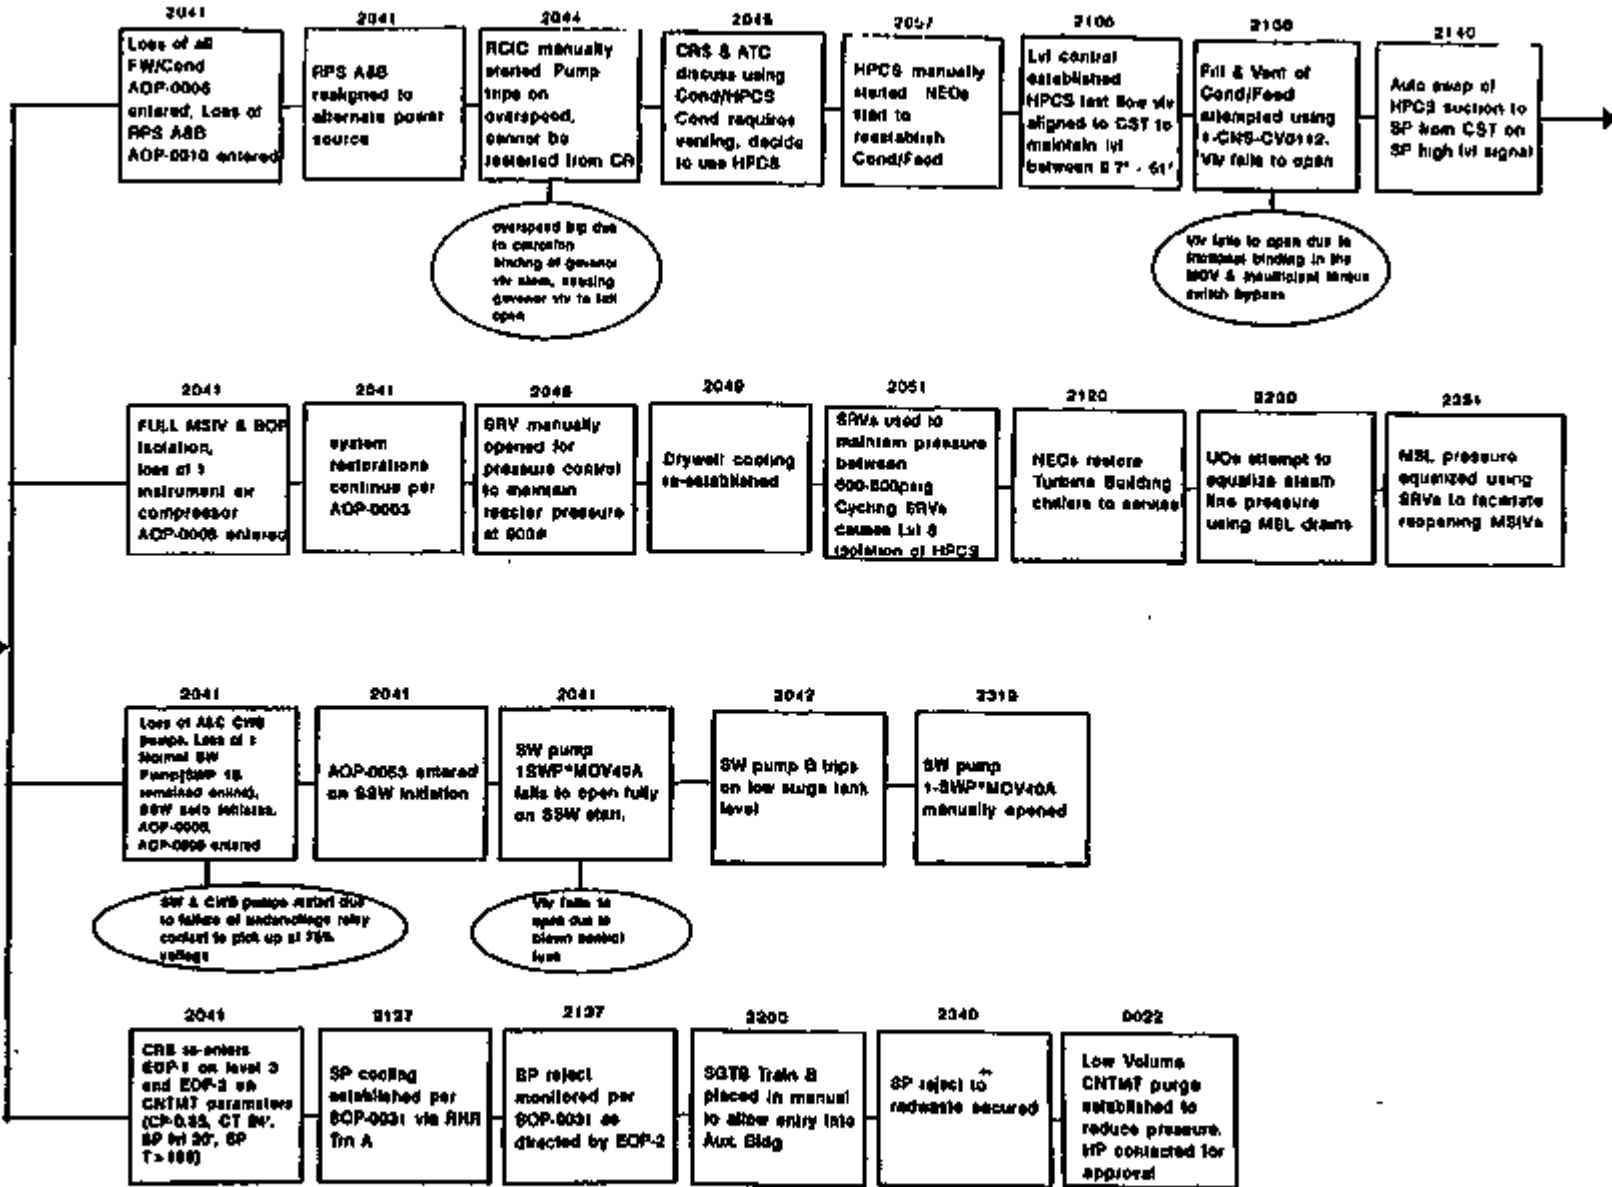 2041
Loss of all
FW/Cond
AOP-0006
entered, Loss of
RPS A&B
AOP-0010 entered
2041
RPS A&B
realigned to
alternate power
source
2044
RCIC manually
started Pump
trips on
overspeed,
cannot be
restarted from CR
overspeed trip due
to corrosion
binding of govenor
vlv stem, causing
govenor vlv to fail
open
CRS & ATC
discuss using
Cond/HPCS
Cond requires
venting, decide
to use HPCS
2057
HPCS manually
started NEOs
start to
reestablish
Cond/Feed
Lvl control
established
HPCS test flow vlv
aligned to CST to
maintain lvl
between - 51"
Fill & Vent of
Cond/Feed
attempted using
Vlv fails to open
Vlv fails to open due to
frictional binding in the
MOV & insufficient torque
switch bypass
2140
Auto swap of
HPCS suction to
SP from CST on
SP high lvl signal
FULL MSIV & BOP
isolation,
loss of 1
instrument air
compressor
AOP-0008 entered
2041
system
restorations
continue per
AOP-0003
SRV manually
opened for
pressure control
to maintain
reactor pressure
2049
Drywell cooling
re-established
2051
SRVs used to
maintain pressure
between
Cycling SRVs
causes Lvl 8
isolation of HPCS
2120
NEOs restore
Turbine Building
chillers to service
UOs attempt to
equalize steam
line pressure
using MSL drains
MSL pressure
equalized using
SRVs to facilitate
reopening MSIVs
2041
Loss of A&C CWS
pumps, Loss of 1
Normal SW
remained online),
SSW auto initiates,
entered
SW & CWS pumps restart due
to failure of undervoltage relay
contact to pick up at
voltage
2041
AOP-0053 entered
on SSW initiation
2041
SW pump
1SWP*MOV40A
fails to open fully
on SSW start.
Vlv fails to
open due to
blown control
fuse
2042
SW pump B trips
on low surge tank
level
2319
SW pump
1-SWP*MOV40A
manually opened
2041
CRS re-enters
EOP-1 on level 3
and EOP-2 on
CNTMT parameters
2127
SP cooling
established per
SOP-0031 via RHR
Trn A
2137
SP reject
monitored per
SOP-0031 as
directed by EOP-2
SGTS Train B
placed in manual
to allow entry into
Aux. Bldg
2340
SP reject to
radwaste secured
0022
Low Volume
CNTMT purge
established to
reduce pressure.
HP contacted for
approval